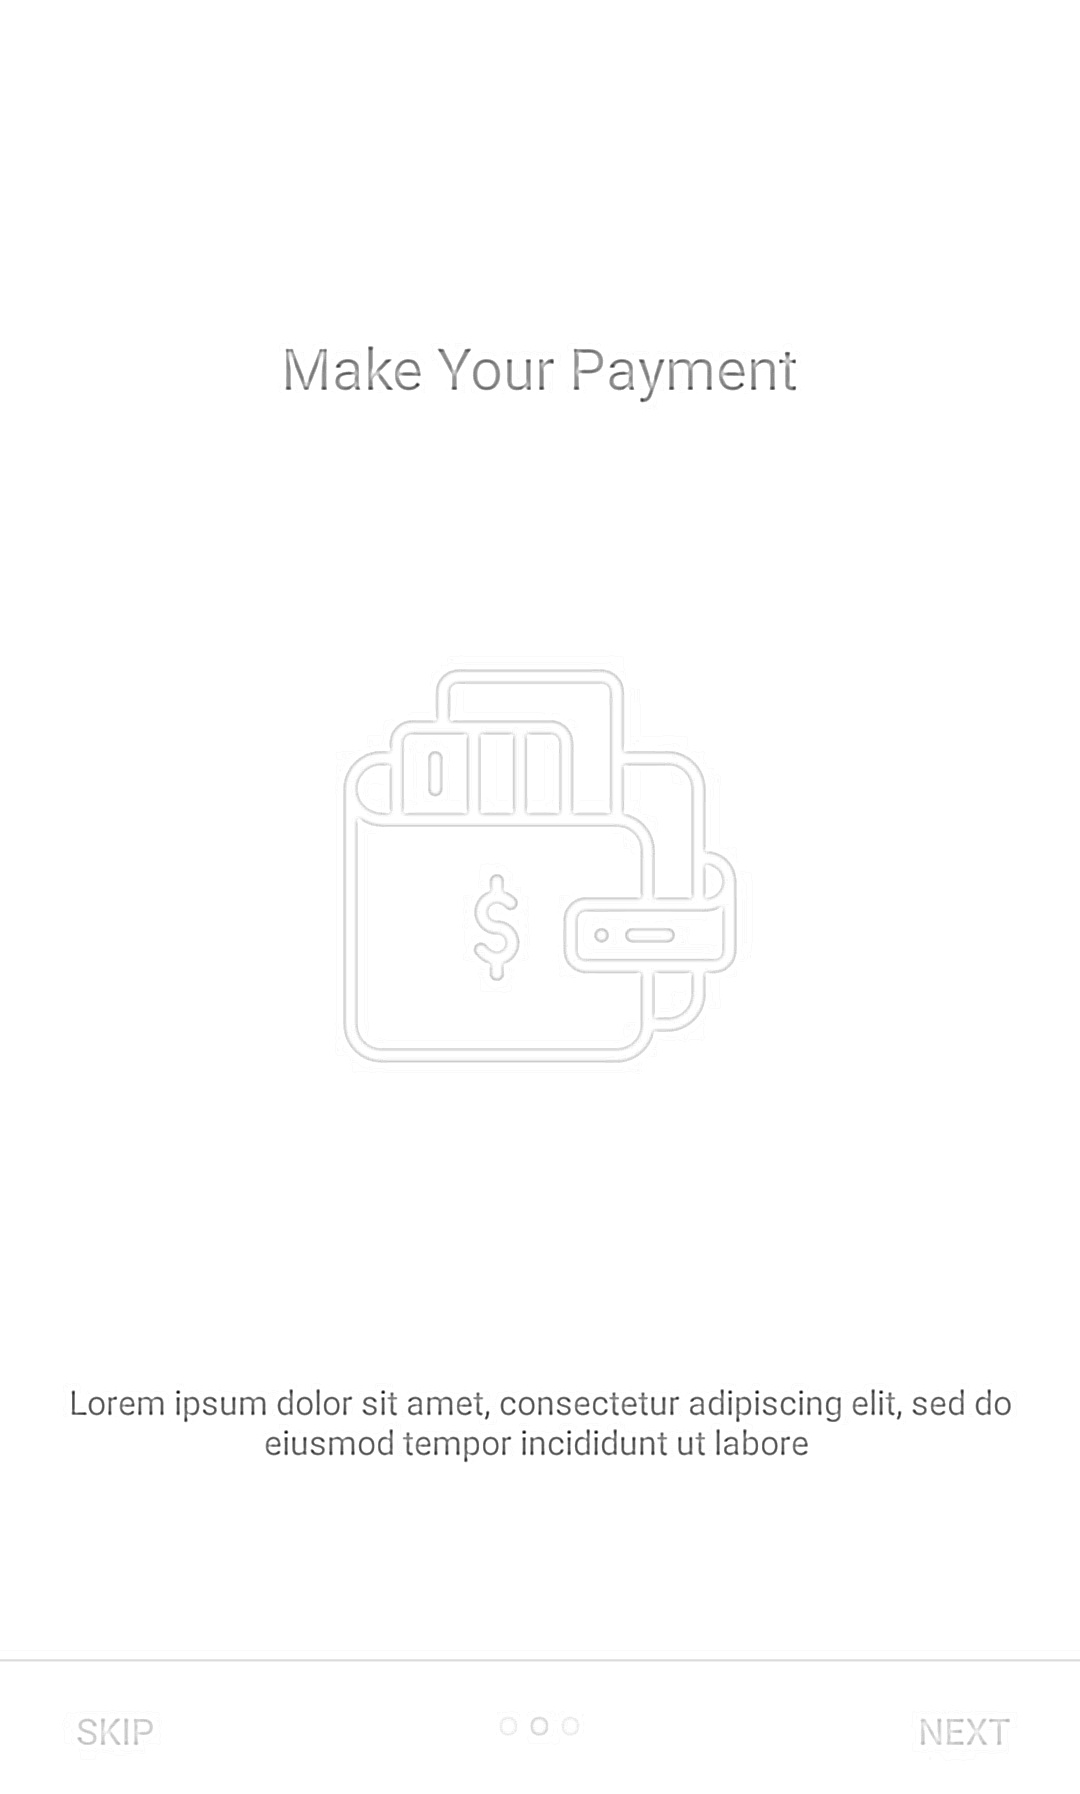 Make Your Payment
$
Lorem ipsum dolor sit amet, consectetur adipiscing elit, sed do
eiusmod tempor incididunt ut labore
SKIP
NEXT